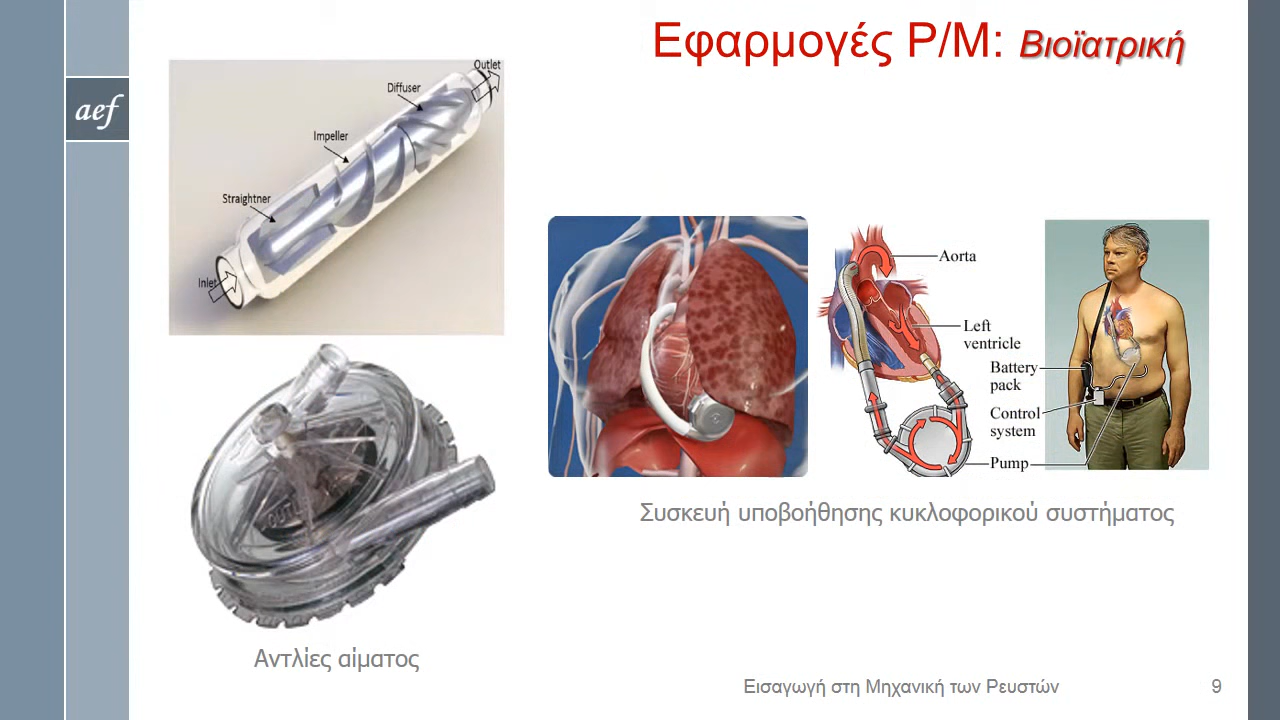 Εφαρμογές Ρ/Μ: Βιοϊατρική
aef
Outlet
Diffuser
Impeller
Straightner
Inlet
Aorta
Left
ventricle
Battery
pack
Control
system
Pump
OUTL
Συσκευή υποβοήθησης κυκλοφορικού συστήματος
Αντλίες αίματος
Εισαγωγή στη Μηχανική των Ρευστών
9